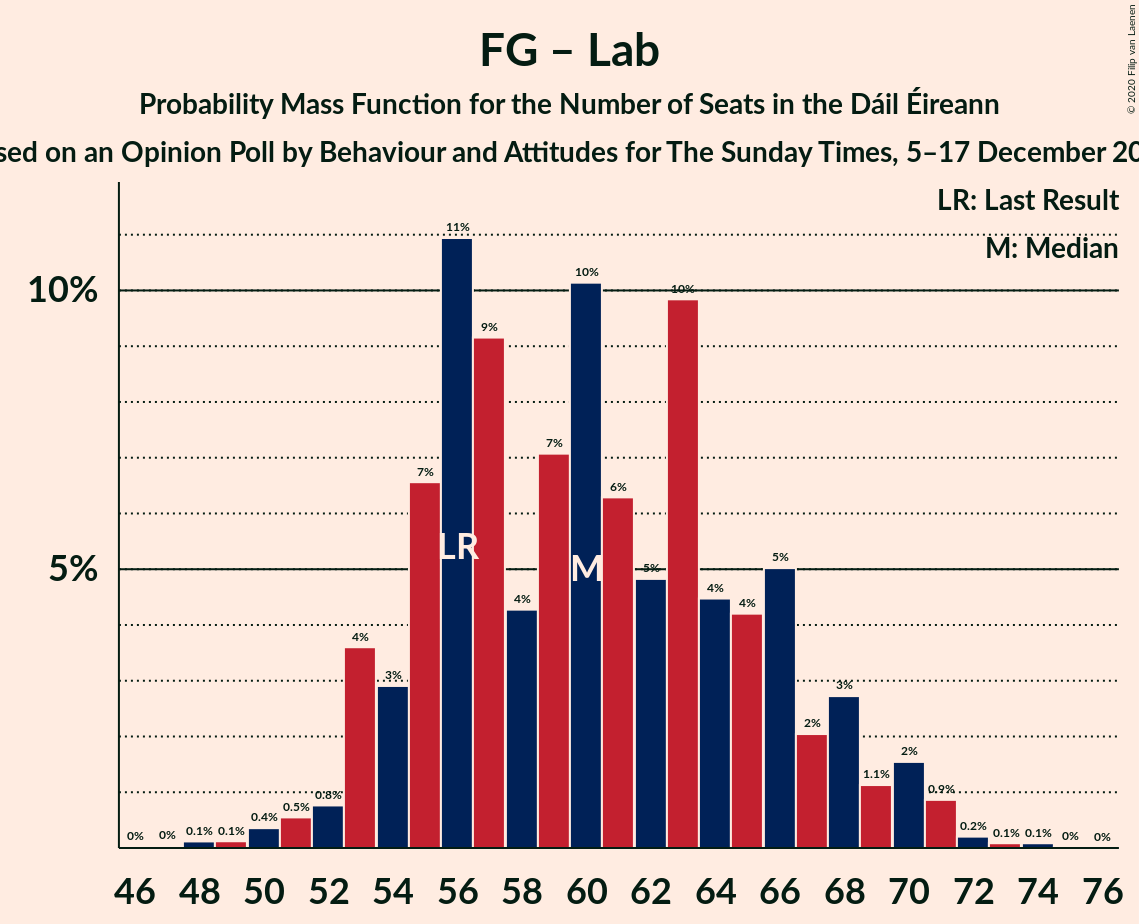 © 2020 Filip van Laenen
FG – Lab
Probability Mass Function for the Number of Seats in the Dáil Éireann
sed on an Opinion Poll by Behaviour and Attitudes for The Sunday Times, 5–17 December 20
LR: Last Result
M: Median
10%
5%
0% 0% 0.1% 0.1% 0.4% 0.5% 0.8% 4% 3% 7% 11% 9% 4% 7% 10% 6% 5% 10% 4% 4% 5% 2% 3% 1.1% 2% 0.9% 0.2% 0.1% 0.1% 0% 0%
LR
M
46 48 50 52 54 56 58 60 62 64 66 68 70 72 74 76